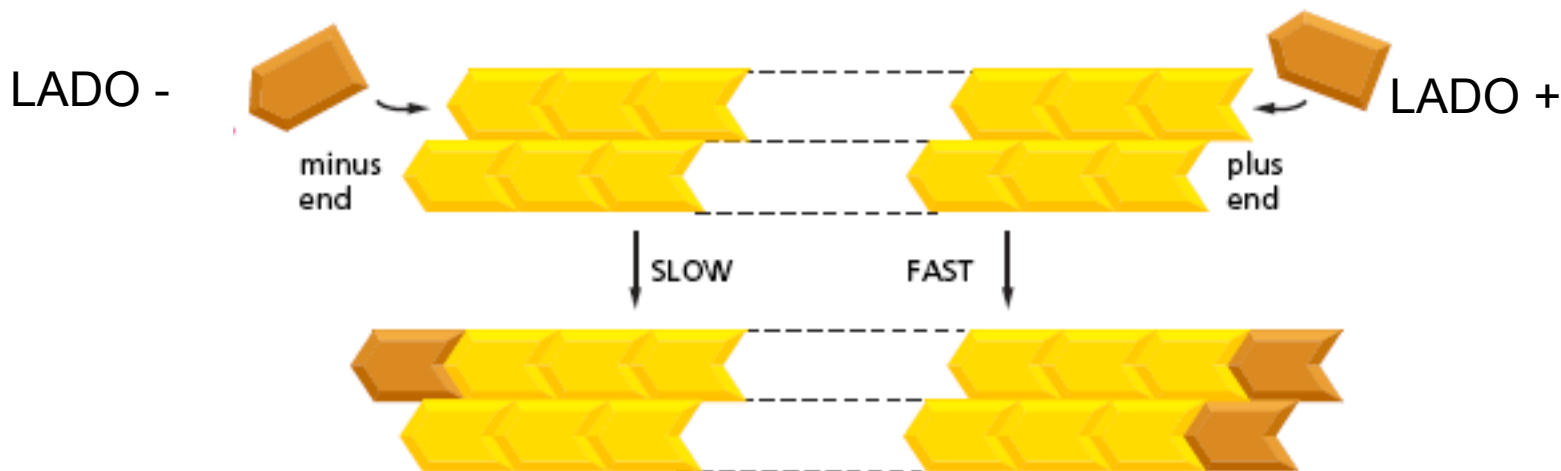 LADO -
LADO +
minus
end
plus
end
SLOW
FAST